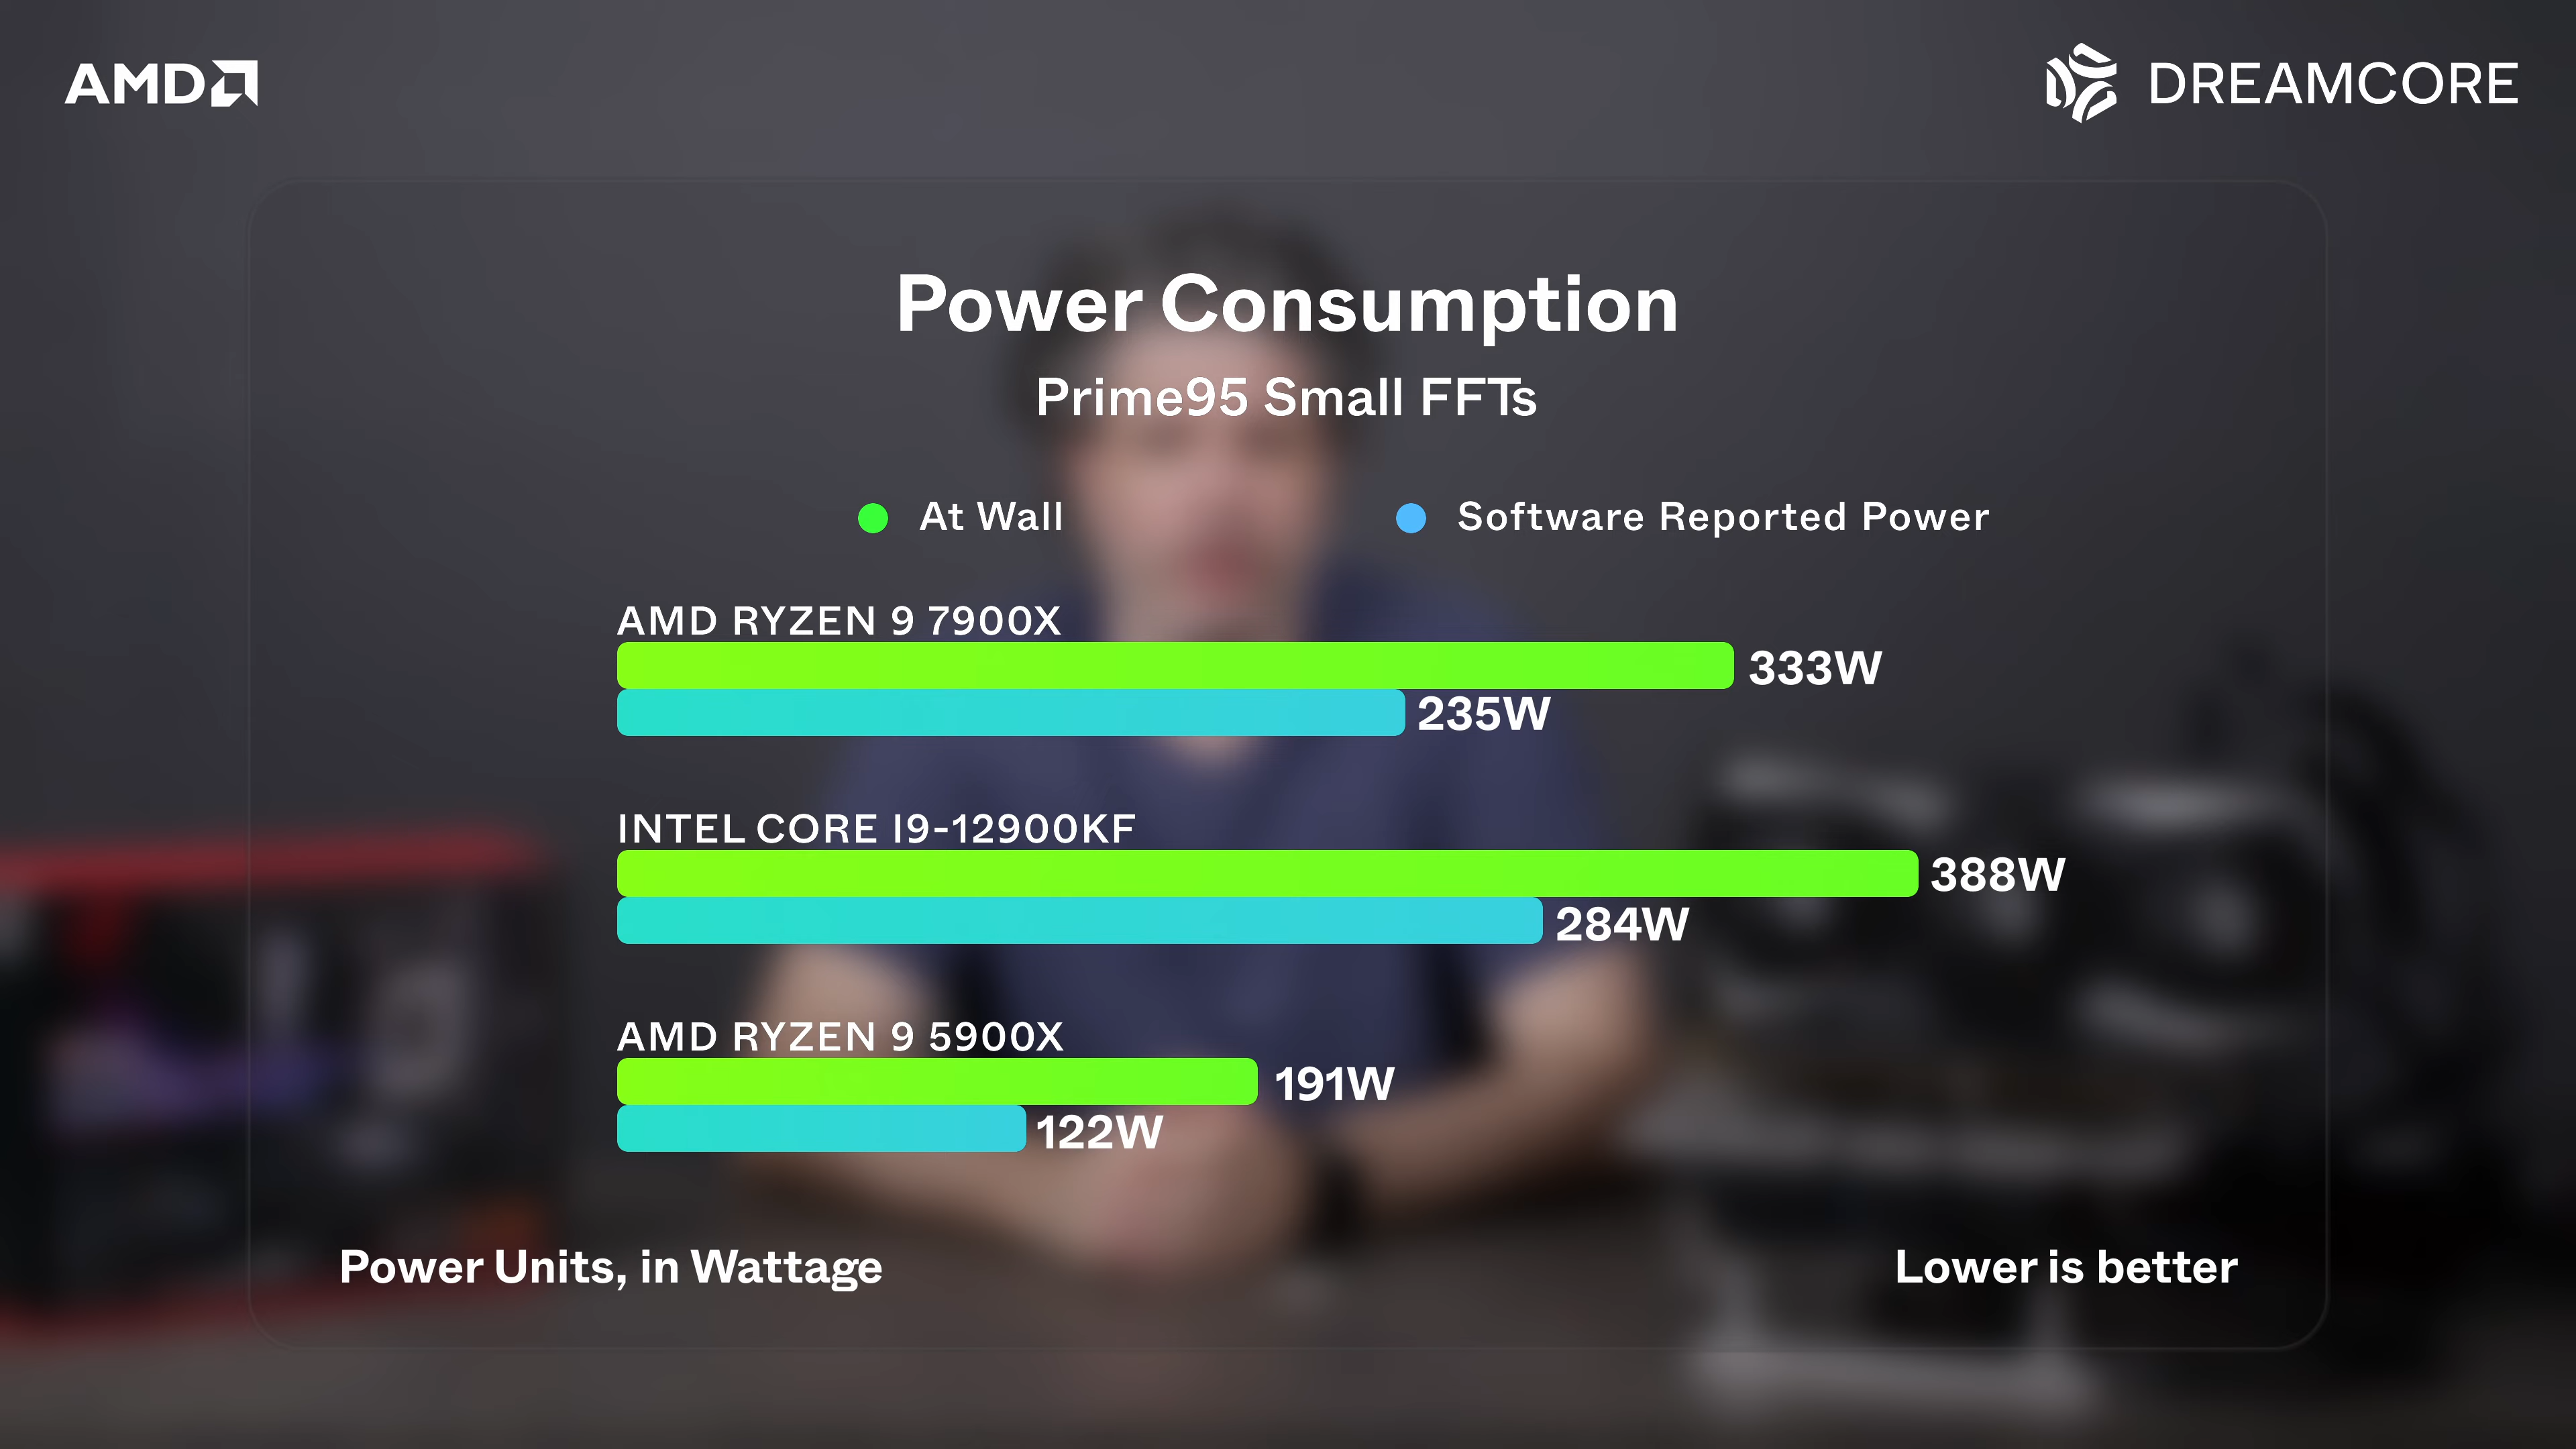 AMD
DREAMCORE
Power Consumption
Prime95 Small FFTs
At Wall
Software Reported Power
AMD RYZEN 9 7900X
333W
235W
INTEL CORE I9-12900KF
388W
284W
AMD RYZEN 9 5900X
191W
122W
Power Units, in Wattage
Lower is better